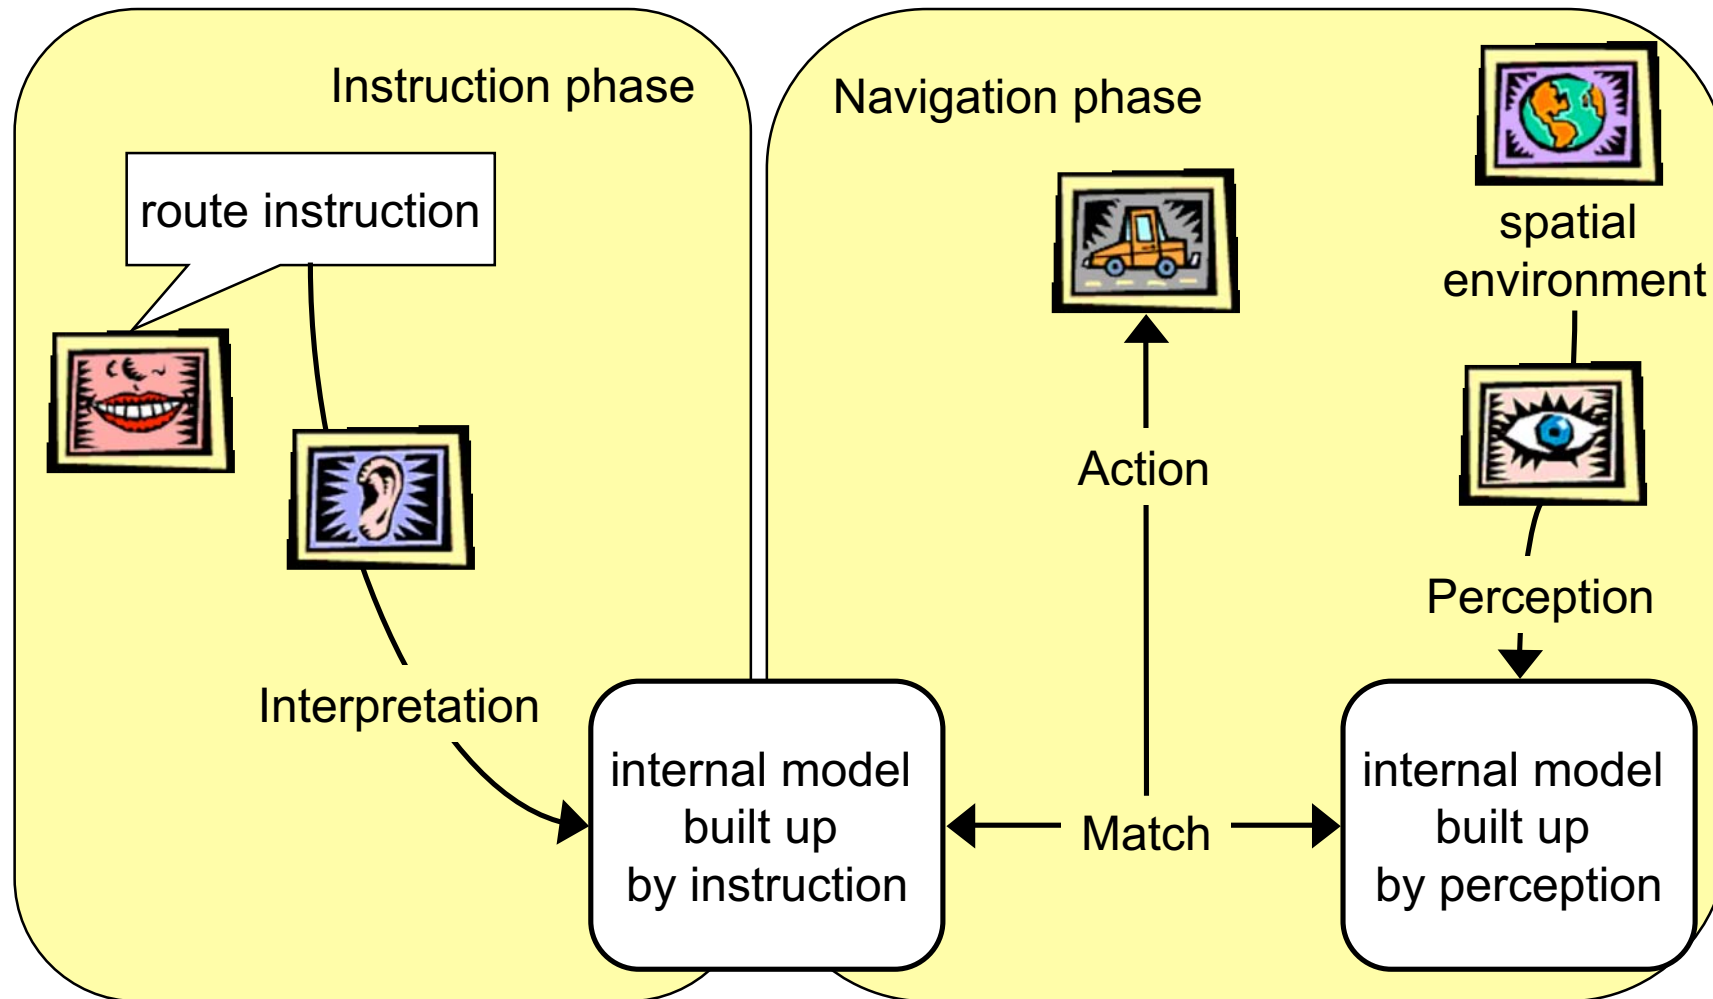 Instruction phase
route instruction
Interpretation
internal model
built up
by instruction
Navigation phase
spatial
environment
Action
Perception
Match
internal model
built up
by perception